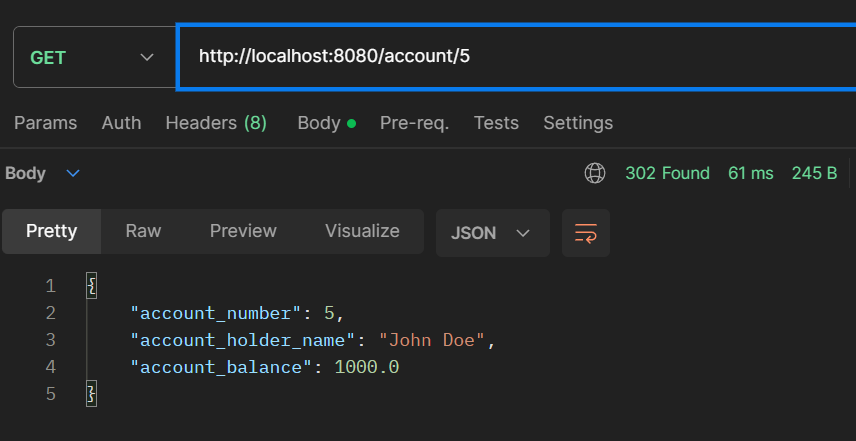 GET http://localhost:8080/account/5
Params Auth Headers (8) Body Pre-req. Tests Settings
Body 302 Found 61 ms 245 B
Pretty Raw Preview Visualize JSON
1 {
2 "account_number": 5,
3 "account_holder_name": "John Doe",
4 "account_balance": 1000.0
5 }